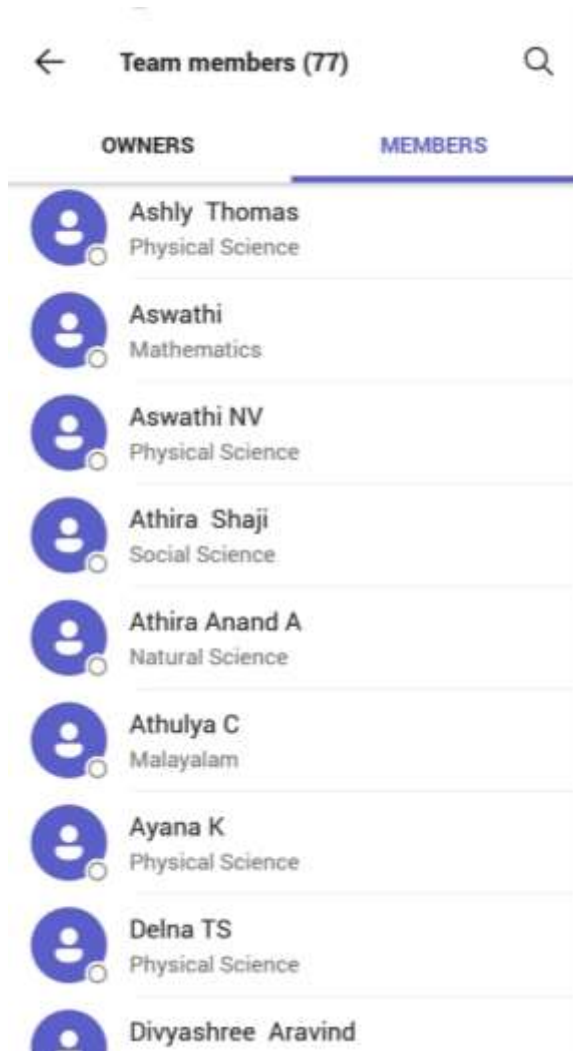 Team members (77)
OWNERS
MEMBERS
Ashly Thomas
Physical Science
Aswathi
Mathematics
Aswathi NV
Physical Science
Athira Shaji
Social Science
Athira Anand A
Natural Science
Athulya C
Malayalam
Ayana K
Physical Science
Delna TS
Physical Science
Divyashree Aravind